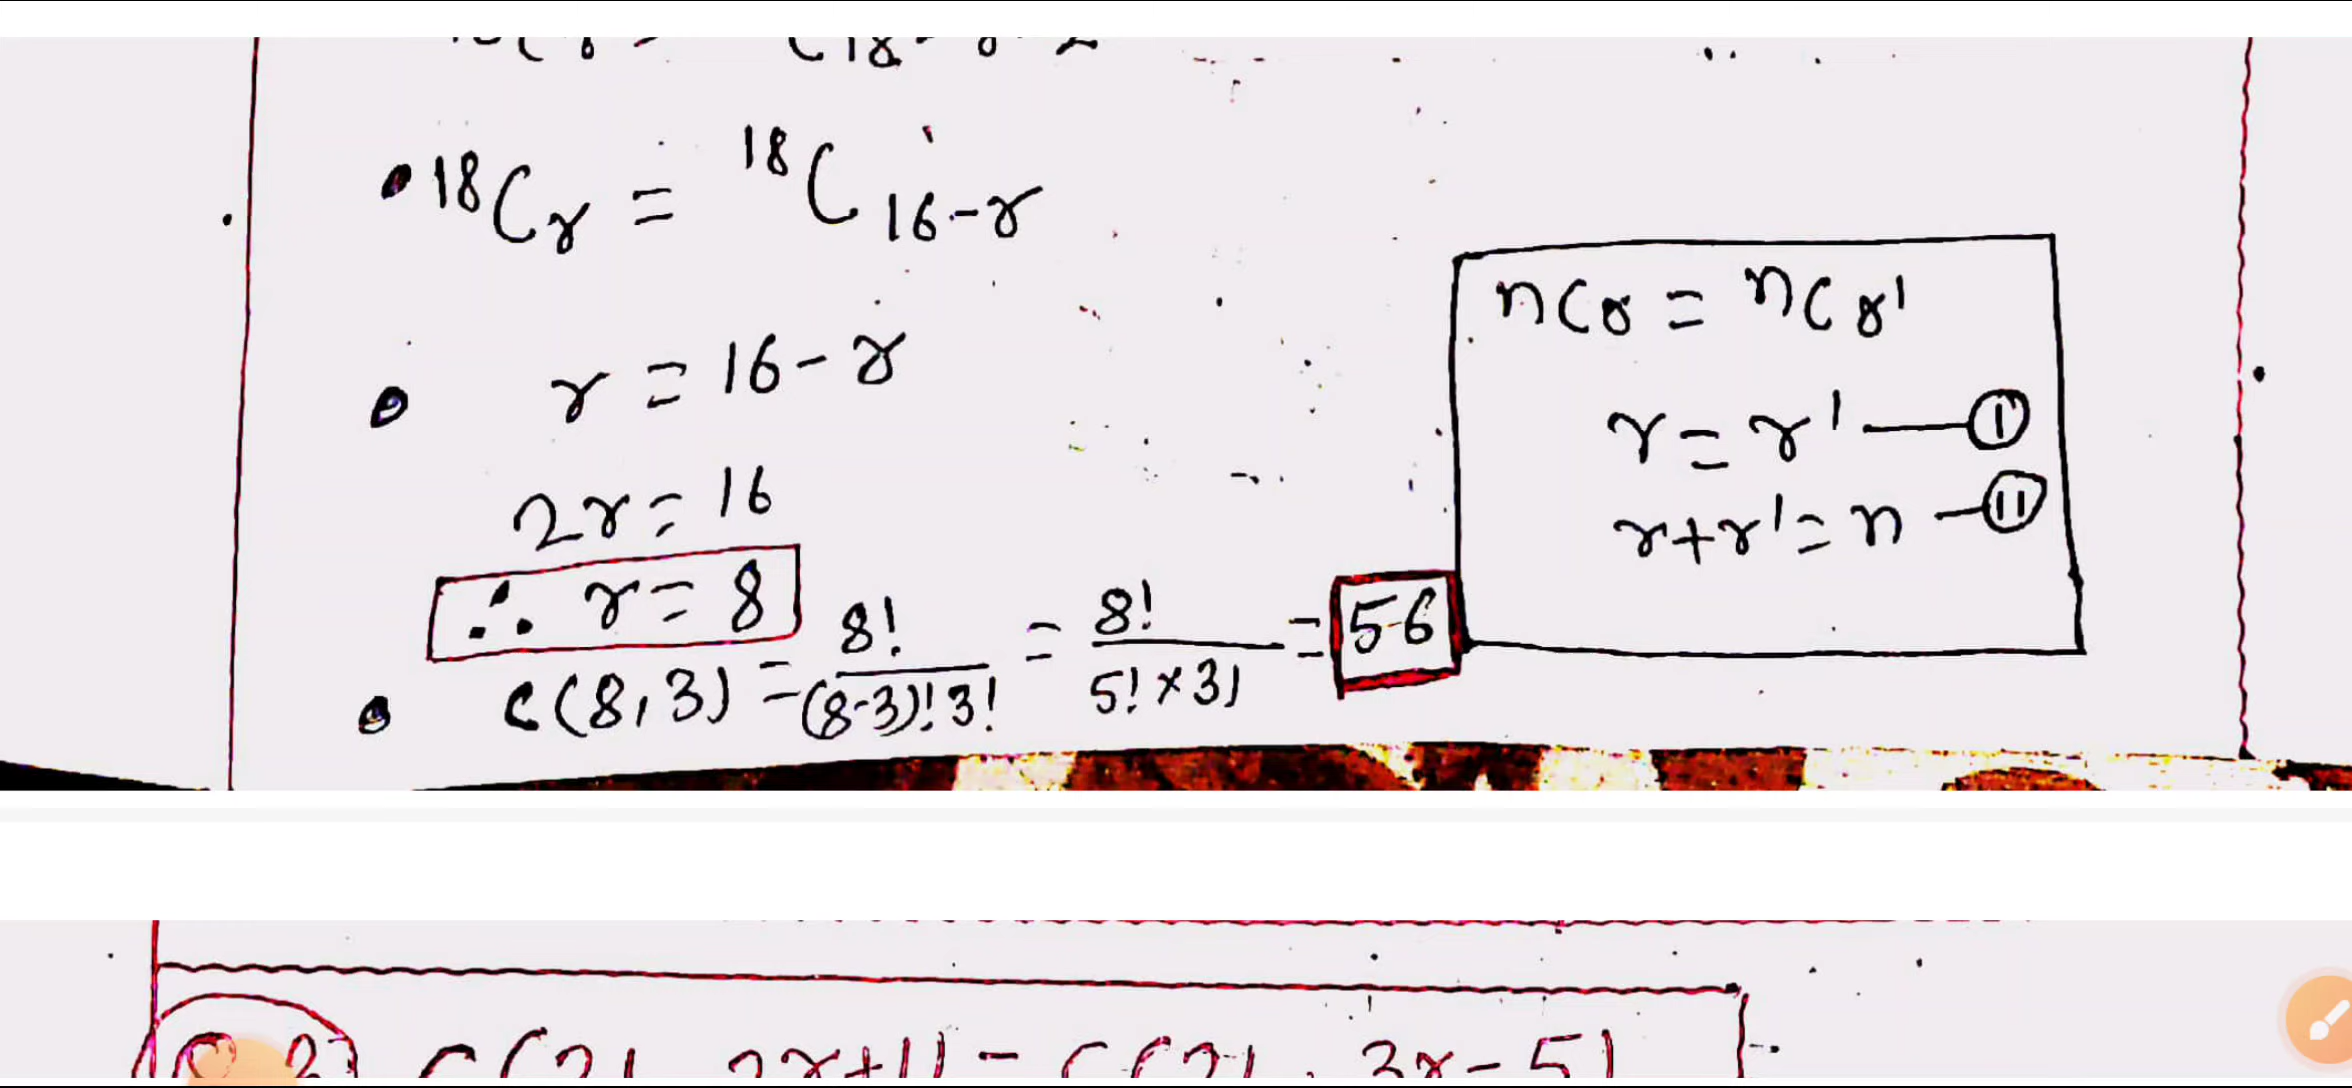 18Cr = 18C16-r
r = 16-r
2r = 16
∴ r = 8
c(8,3) = 8!/(8-3)!3! = 8!/5!×3! = 56
nCr = nCr'
r = r' — I
r+r' = n — II